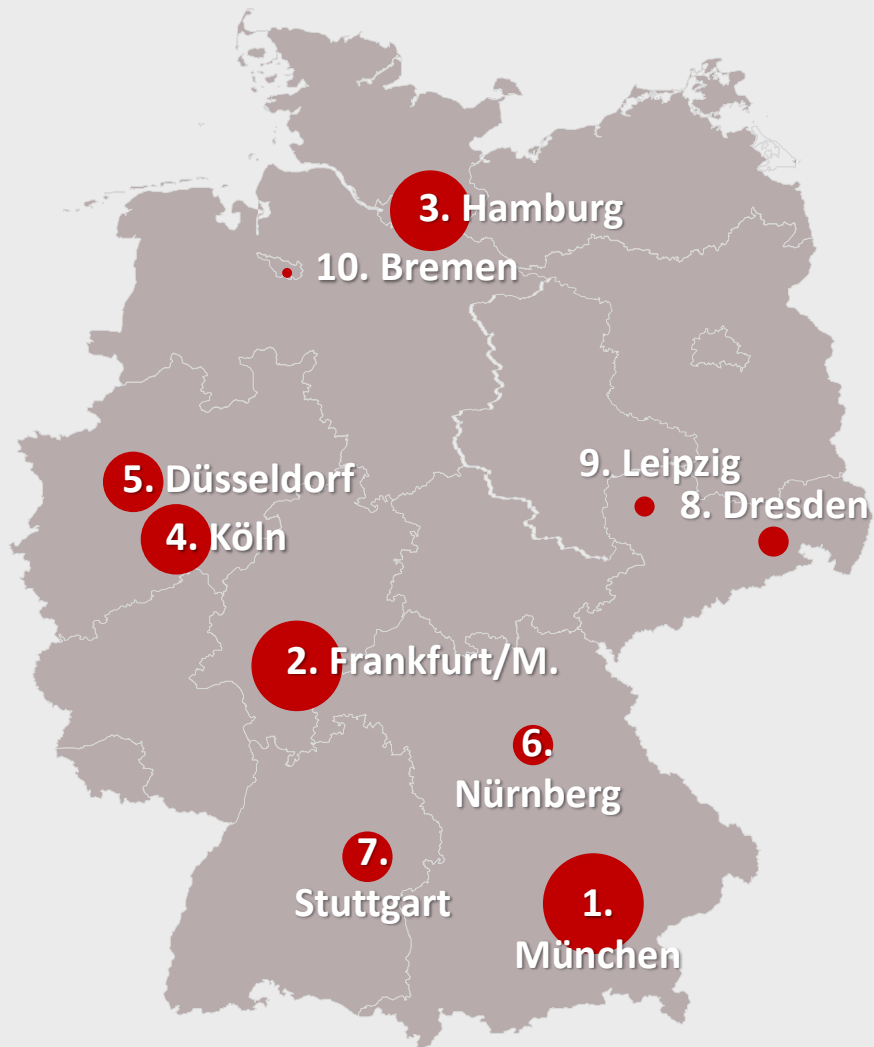 3. Hamburg
10. Bremen
9. Leipzig
5. Düsseldorf
8. Dresden
4. Köln
2. Frankfurt/M.
6.
Nürnberg
7.
Stuttgart
1.
München